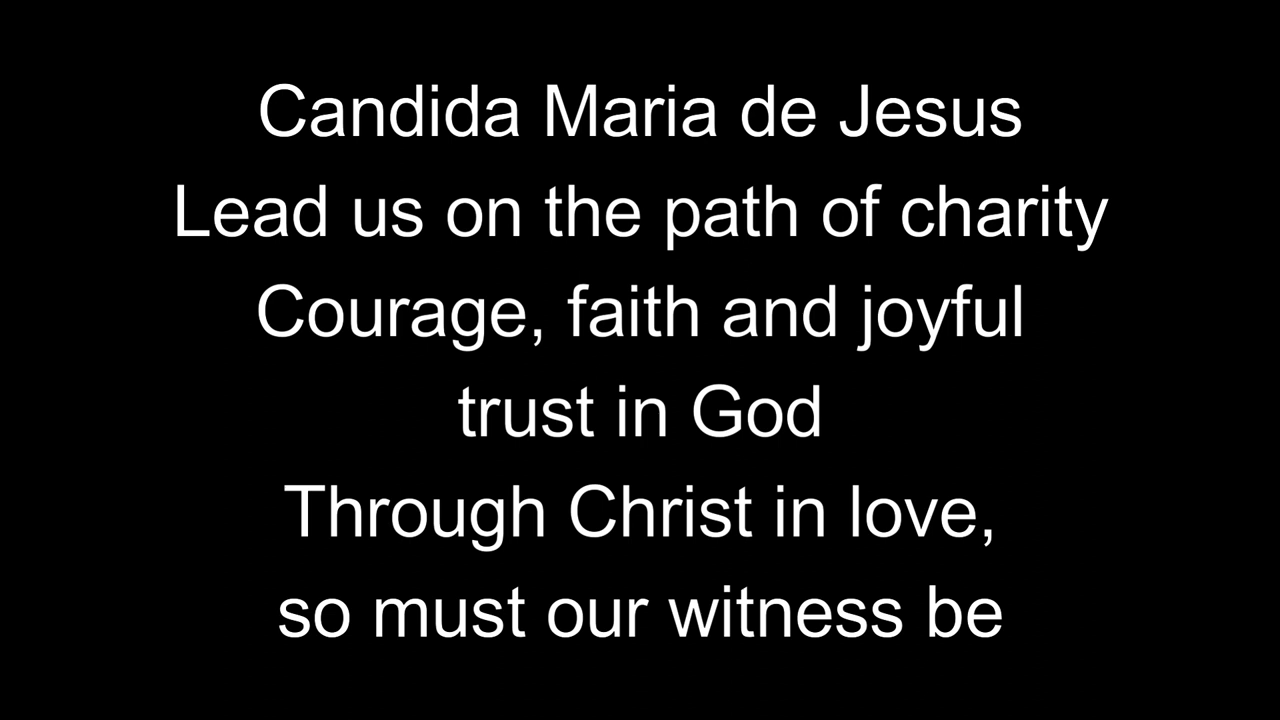 Candida Maria de Jesus
Lead us on the path of charity
Courage, faith and joyful
trust in God
Through Christ in love,
so must our witness be